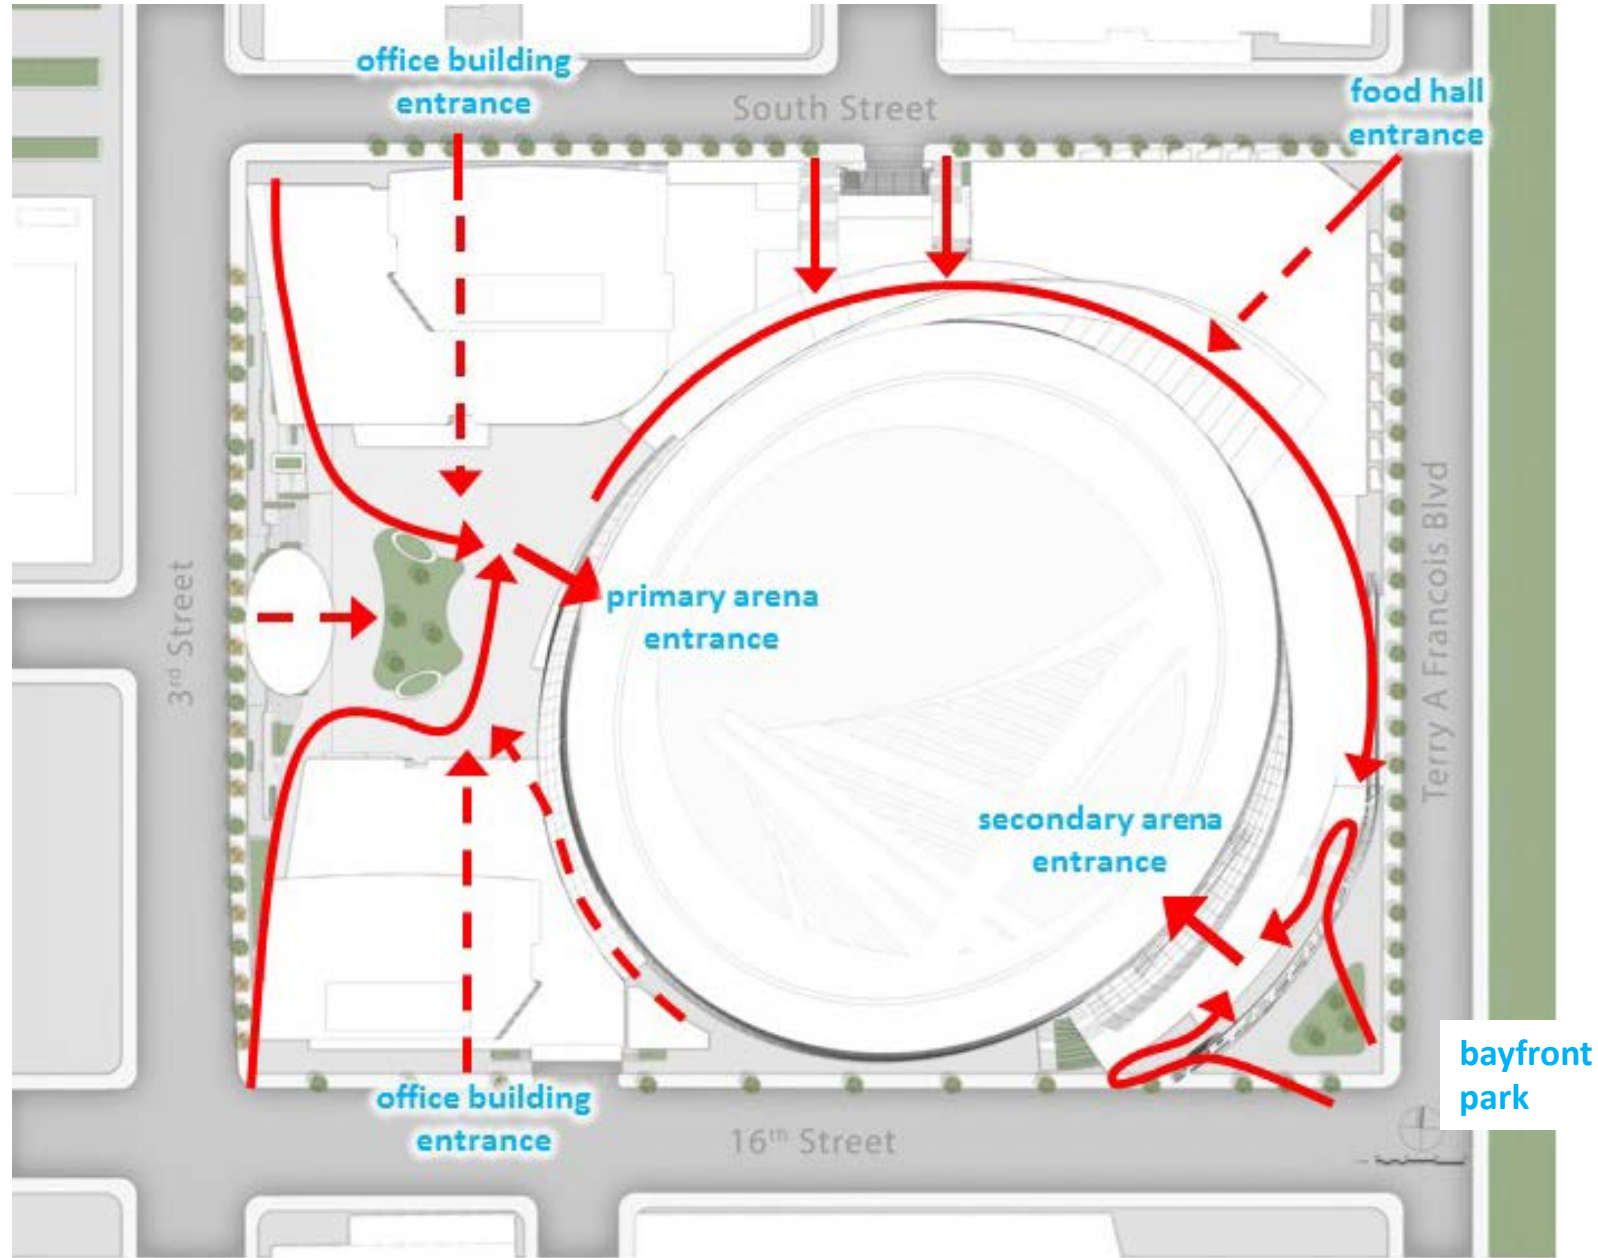 office building
entrance
South Street
food hall
entrance
3rd Street
Terry A Francois Blvd
primary arena
entrance
secondary arena
entrance
bayfront
park
office building
entrance
16th Street